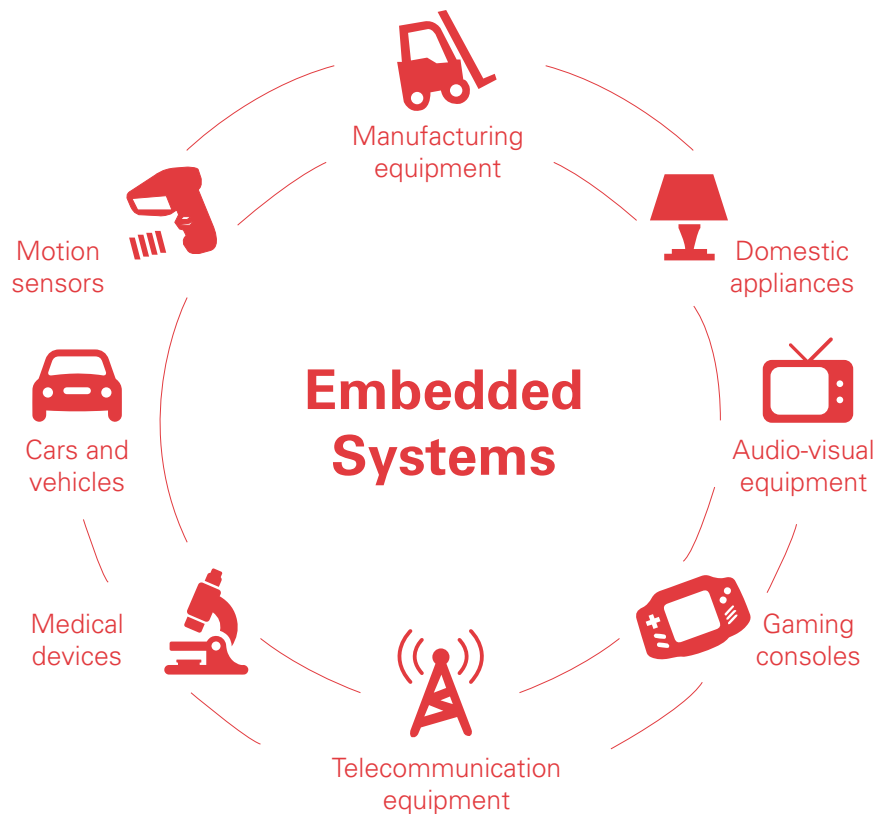 Manufacturing
equipment
Motion
sensors
Domestic
appliances
Embedded
Systems
Cars and
vehicles
Audio-visual
equipment
Medical
devices
Gaming
consoles
Telecommunication
equipment